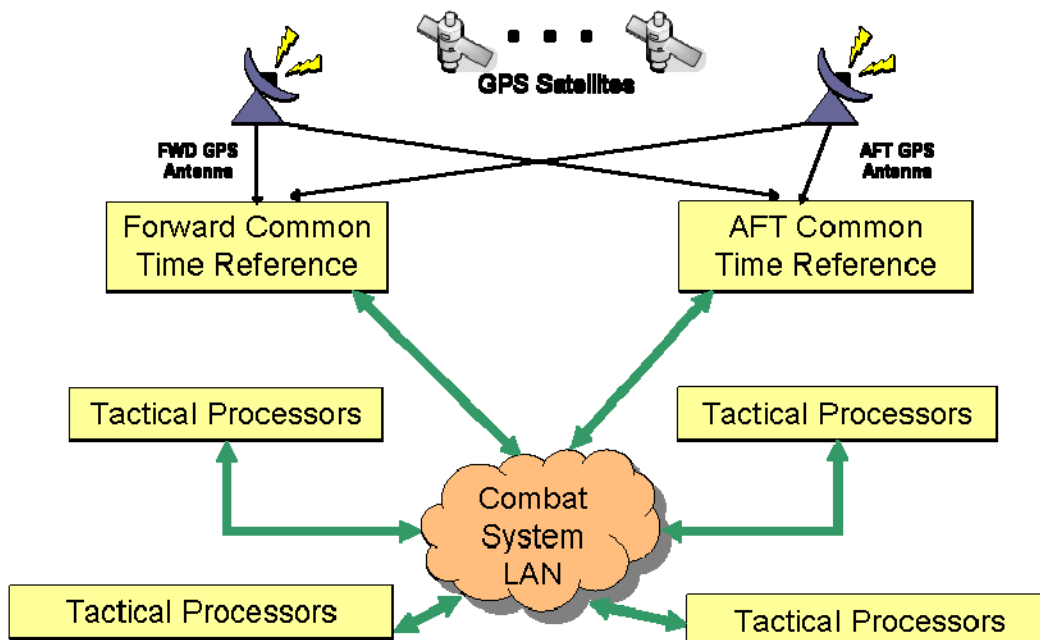 GPS Satellites
FWD GPS
Antenna
AFT GPS
Antenna
Forward Common
Time Reference
AFT Common
Time Reference
Tactical Processors
Tactical Processors
Combat
System
LAN
Tactical Processors
Tactical Processors